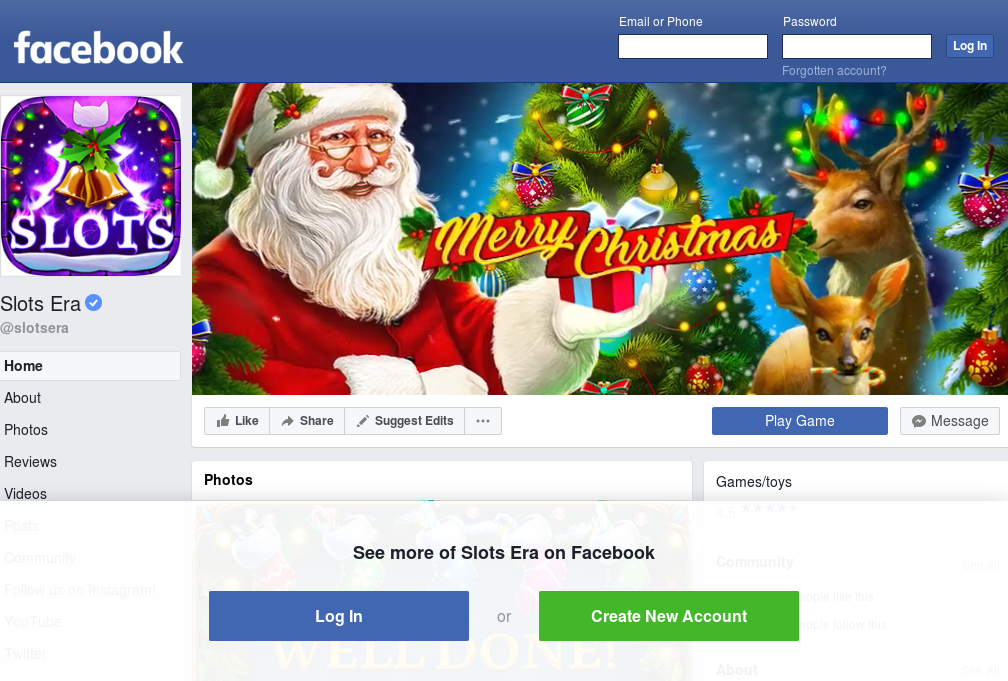 facebook
Email or Phone
Password
Log In
Forgotten account?
SLOTS
Merry Christmas
Slots Era
@slotsera
Home
About
Photos
Reviews
Videos
Posts
Community
Follow us on Instagram!
YouTube
Twitter
Like
Share
Suggest Edits
Play Game
Message
Photos
Games/toys
4.5
Community
See all
people like this
people follow this
About
See All
See more of Slots Era on Facebook
Log In
or
Create New Account
WELL DONE!